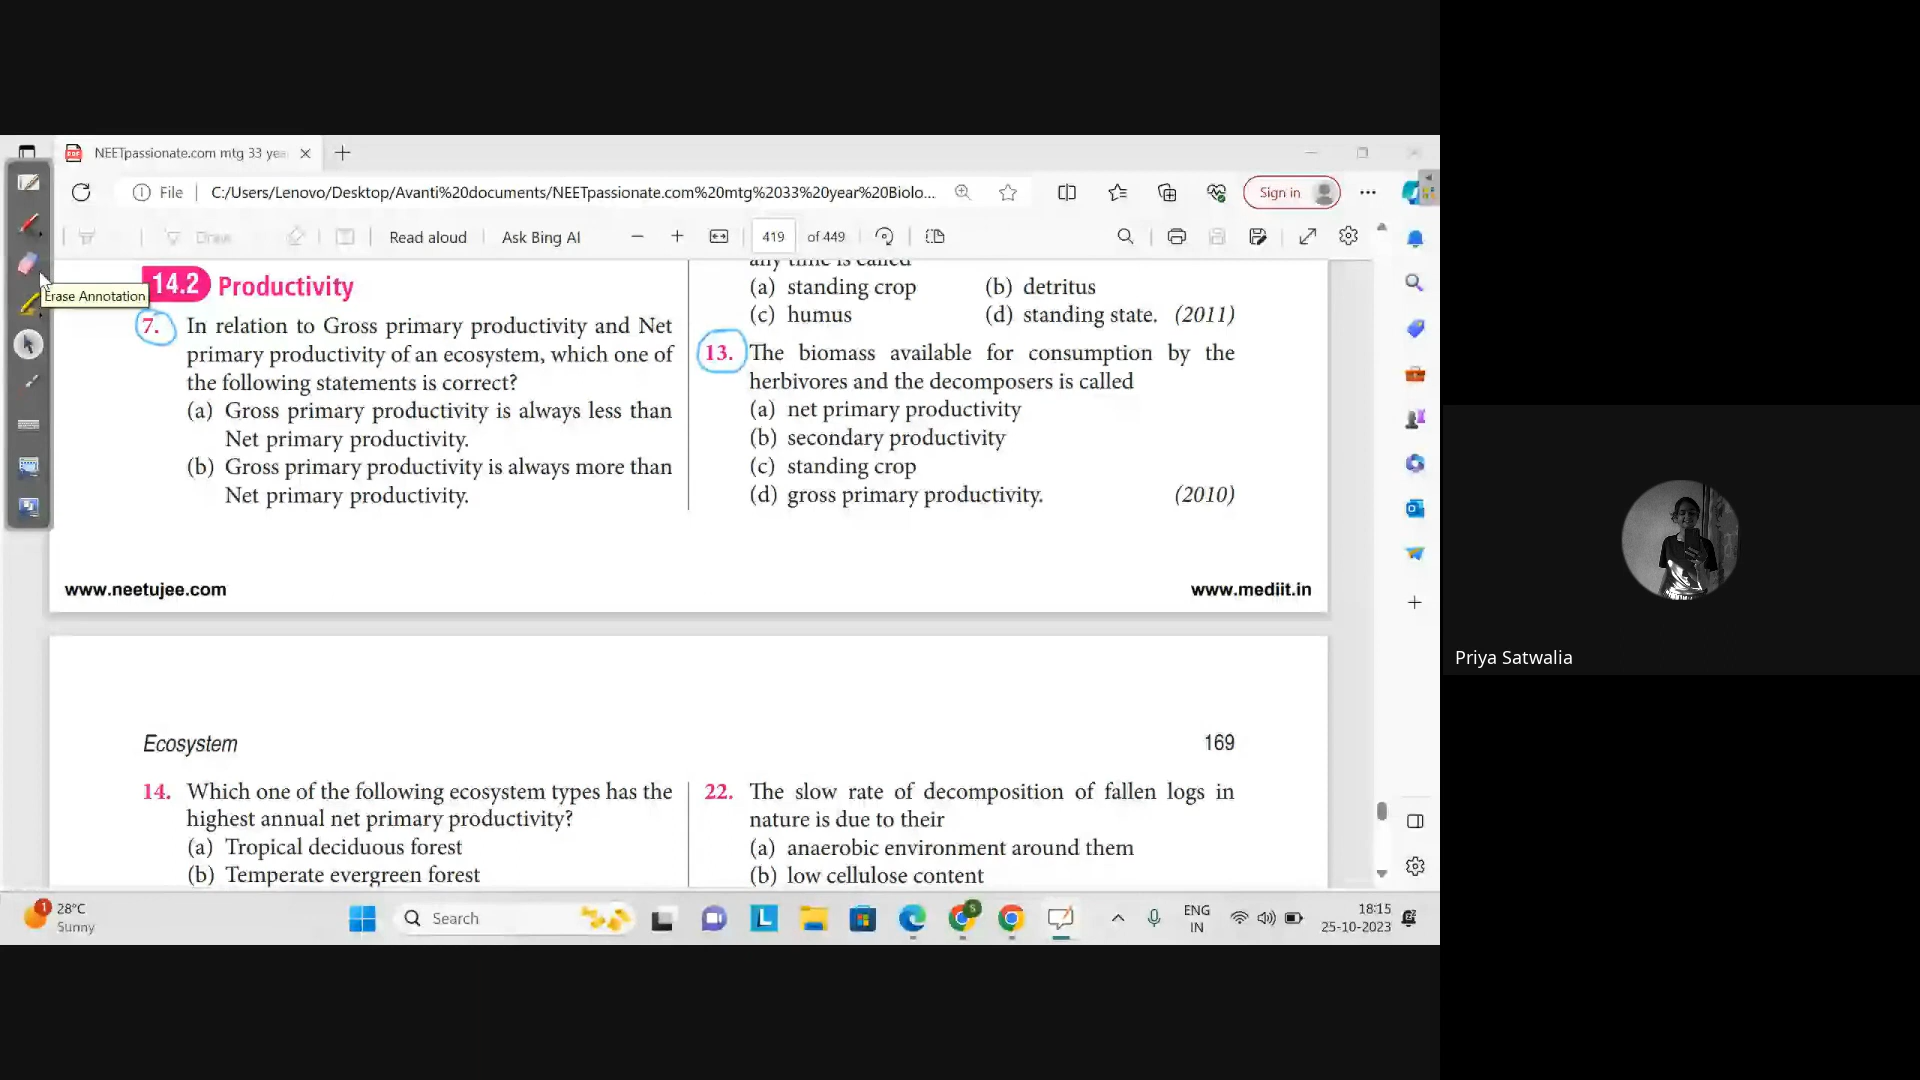 NEETpassionate.com mtg 33 yea
File
C:/Users/Lenovo/Desktop/Avanti%20documents/NEETpassionate.com%20mtg%2033%20year%20Biolo...
Sign in
Draw
Read aloud
Ask Bing AI
419
of 449
Erase Annotation
14.2 Productivity
7. In relation to Gross primary productivity and Net
primary productivity of an ecosystem, which one of
the following statements is correct?
(a) Gross primary productivity is always less than
Net primary productivity.
(b) Gross primary productivity is always more than
Net primary productivity.
any time is called
(a) standing crop (b) detritus
(c) humus (d) standing state. (2011)
13. The biomass available for consumption by the
herbivores and the decomposers is called
(a) net primary productivity
(b) secondary productivity
(c) standing crop
(d) gross primary productivity. (2010)
www.neetujee.com
www.mediit.in
Ecosystem
169
14. Which one of the following ecosystem types has the
highest annual net primary productivity?
(a) Tropical deciduous forest
(b) Temperate evergreen forest
22. The slow rate of decomposition of fallen logs in
nature is due to their
(a) anaerobic environment around them
(b) low cellulose content
Priya Satwalia
1
28°C
Sunny
Search
S
ENG
IN
18:15
25-10-2023